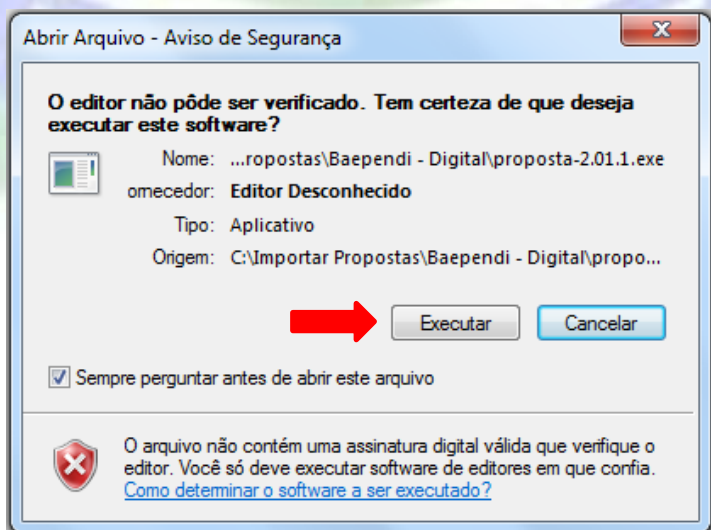 Abrir Arquivo - Aviso de Segurança
O editor não pôde ser verificado. Tem certeza de que deseja
executar este software?
Nome: ...ropostas\Baependi - Digital\proposta-2.01.1.exe
omecedor: Editor Desconhecido
Tipo: Aplicativo
Origem: C:\Importar Propostas\Baependi - Digital\propo...
Executar Cancelar
Sempre perguntar antes de abrir este arquivo
O arquivo não contém uma assinatura digital válida que verifique o
editor. Você só deve executar software de editores em que confia.
Como determinar o software a ser executado?